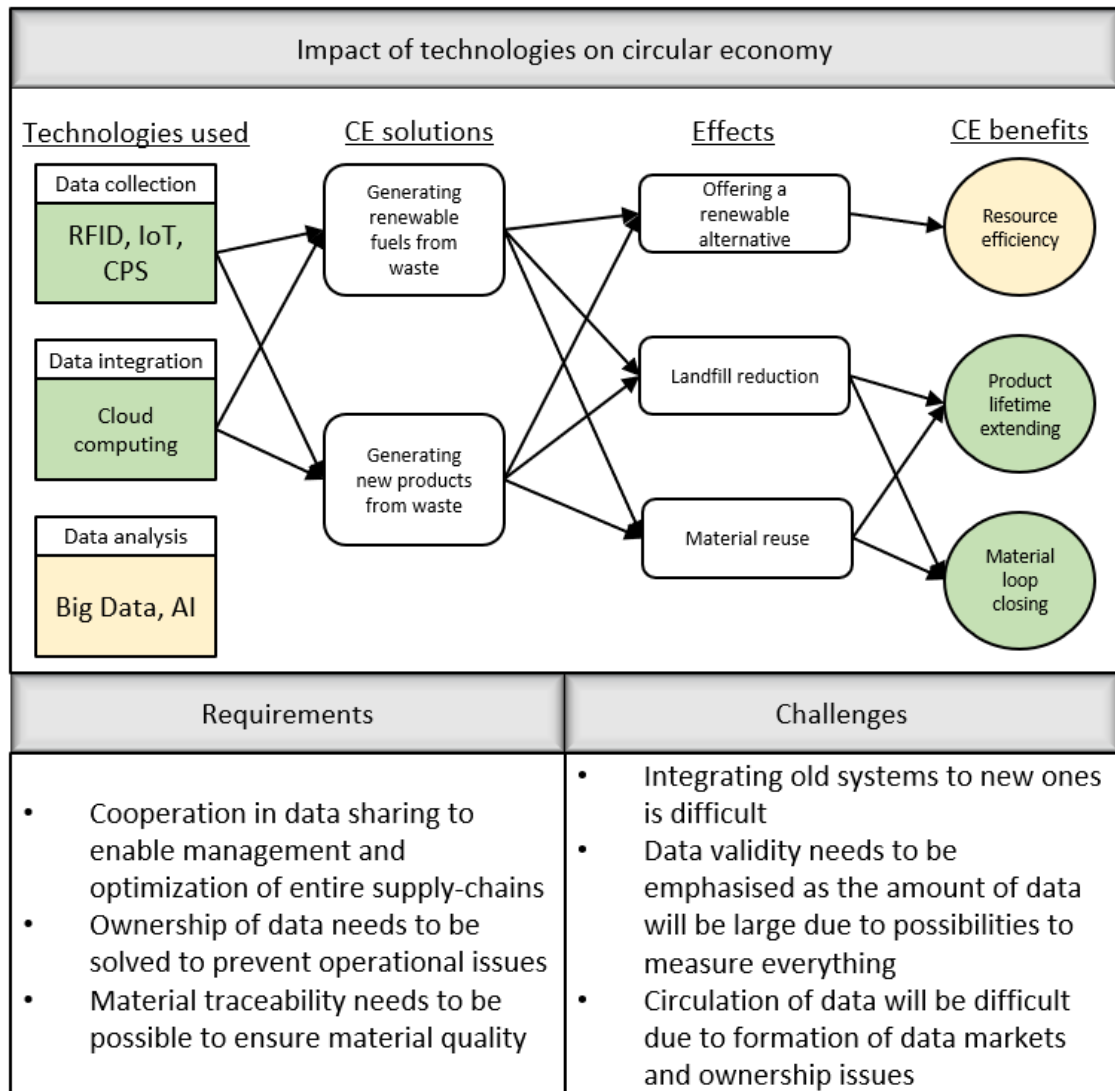 Impact of technologies on circular economy
Technologies used
CE solutions
Effects
CE benefits
Data collection
RFID, IoT,
CPS
Data integration
Cloud
computing
Data analysis
Big Data, AI
Generating
renewable
fuels from
waste
Generating
new products
from waste
Offering a
renewable
alternative
Landfill reduction
Material reuse
Resource
efficiency
Product
lifetime
extending
Material
loop
closing
Requirements
• Cooperation in data sharing to
enable management and
optimization of entire supply-chains
• Ownership of data needs to be
solved to prevent operational issues
• Material traceability needs to be
possible to ensure material quality
Challenges
• Integrating old systems to new ones
is difficult
• Data validity needs to be
emphasised as the amount of data
will be large due to possibilities to
measure everything
• Circulation of data will be difficult
due to formation of data markets
and ownership issues